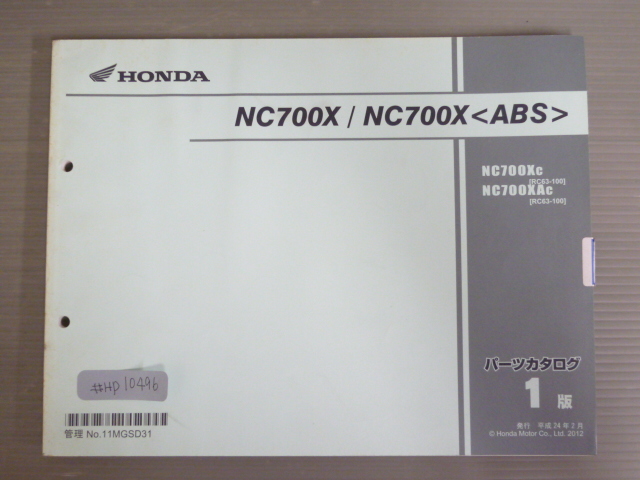 HONDA
NC700X / NC700X<ABS>
NC700Xc
[RC63-100]
NC700XAc
[RC63-100]
パーツカタログ
1版
発行 平成24年2月
© Honda Motor Co., Ltd. 2012
##HP10496
管理 No.11MGSD31